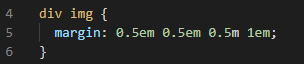 4 div img {
5 margin: 0.5em 0.5em 0.5m 1em;
6 }